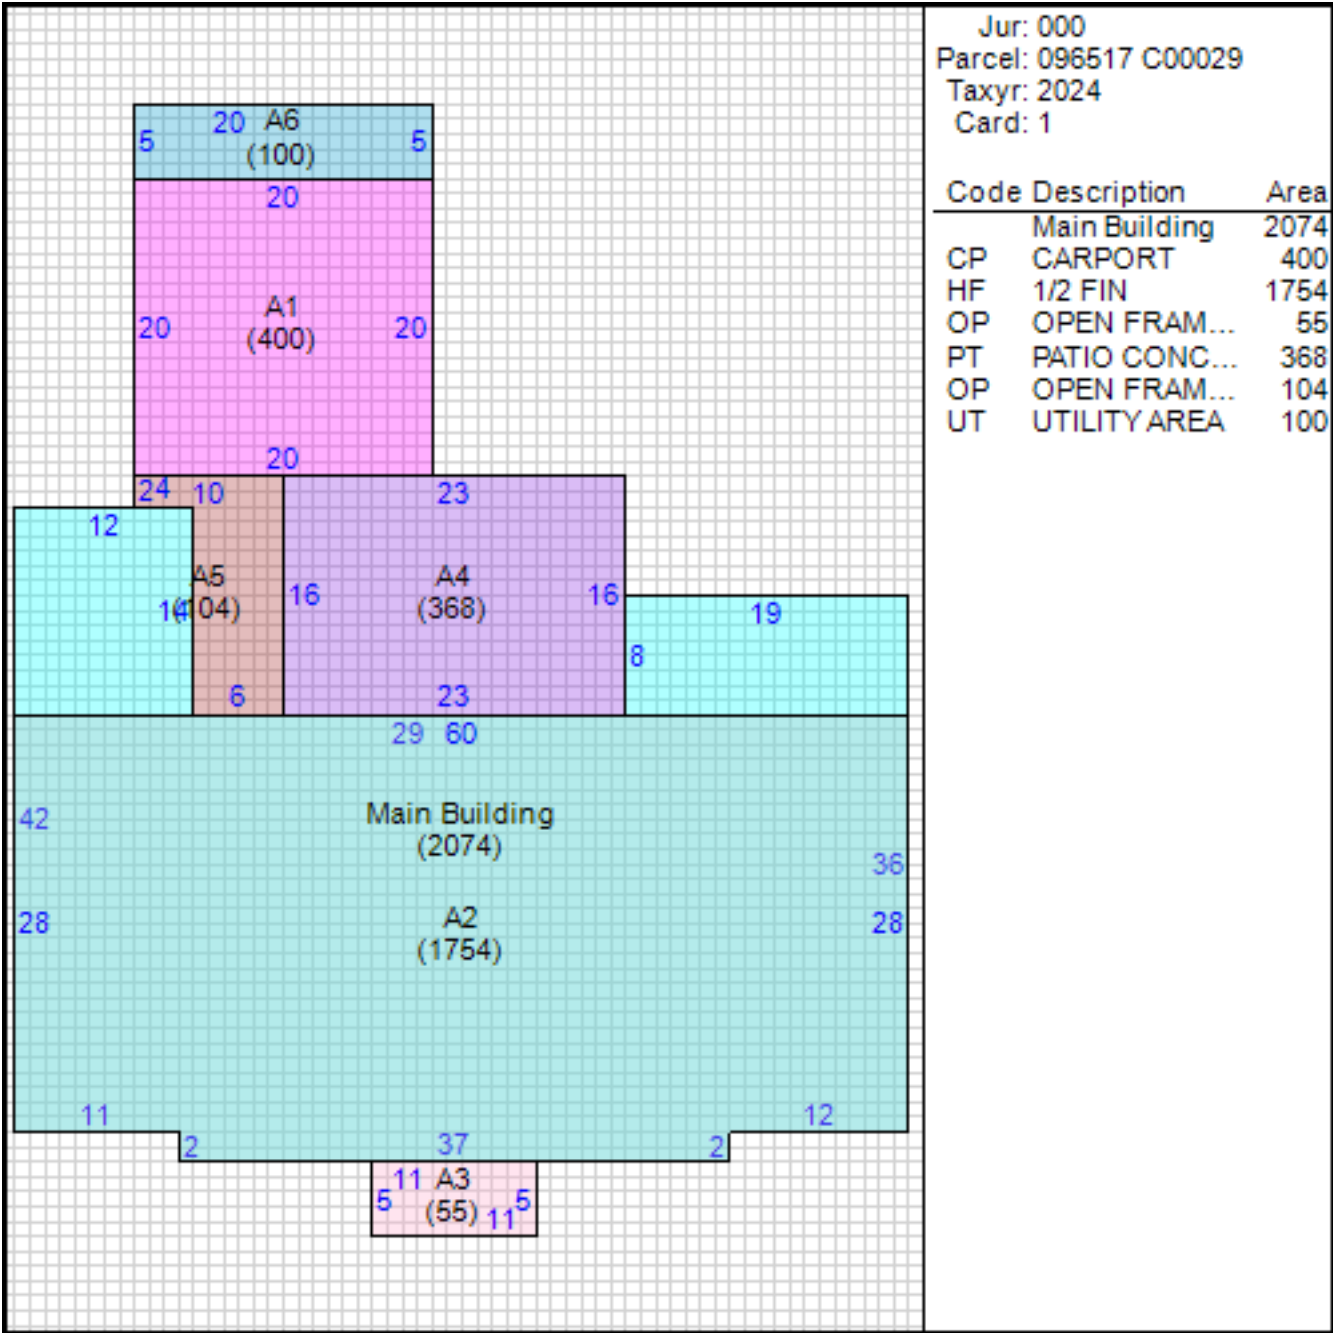 Jur: 000
Parcel: 096517 C00029
Taxyr: 2024
Card: 1
Code Description Area
Main Building 2074
CP CARPORT 400
HF 1/2 FIN 1754
OP OPEN FRAM... 55
PT PATIO CONC... 368
OP OPEN FRAM... 104
UT UTILITY AREA 100
20 A6
5 5
(100)
20
A1
20 20
(400)
20
24 10 23
12
A5 A4
16 16
14 (104) (368) 19
8
6 23
29 60
Main Building
42
(2074)
36
A2
28 28
(1754)
11 12
2 37 2
11 A3
5 5
(55) 11